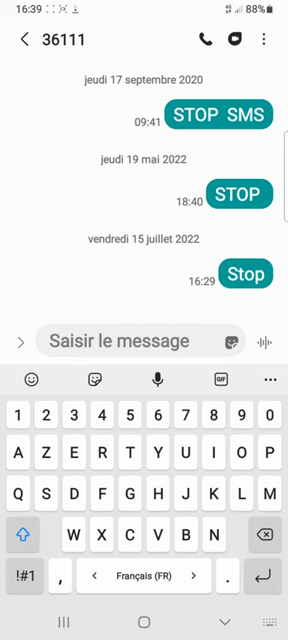 16:39 88%
36111
jeudi 17 septembre 2020
09:41 STOP SMS
jeudi 19 mai 2022
18:40 STOP
vendredi 15 juillet 2022
16:29 Stop
Saisir le message
GIF
1 2 3 4 5 6 7 8 9 0
A Z E R T Y U I O P
Q S D F G H J K L M
W X C V B N
!#1 , < Français (FR) > .